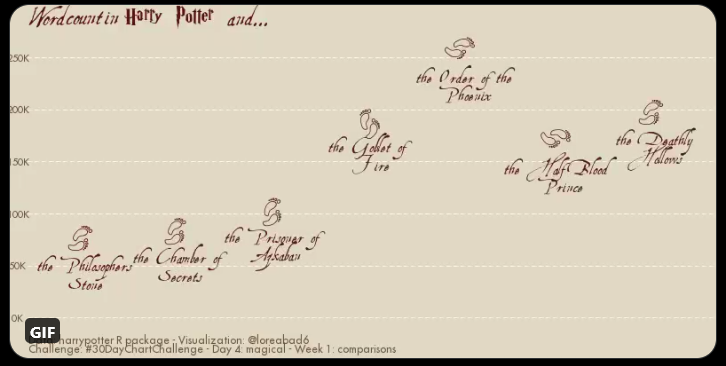 Wordcount in Harry Potter and...
250K
the Order of the
Phoenix
200K
the Goblet of
Fire
the Deathly
Hallows
150K
the Half Blood
Prince
100K
the Prisoner of
Azkaban
the Philosophers
Stone
the Chamber of
Secrets
50K
0K
GIF
harrypotter R package - Visualization: @loreabad6
Challenge: #30DayChartChallenge - Day 4: magical - Week 1: comparisons